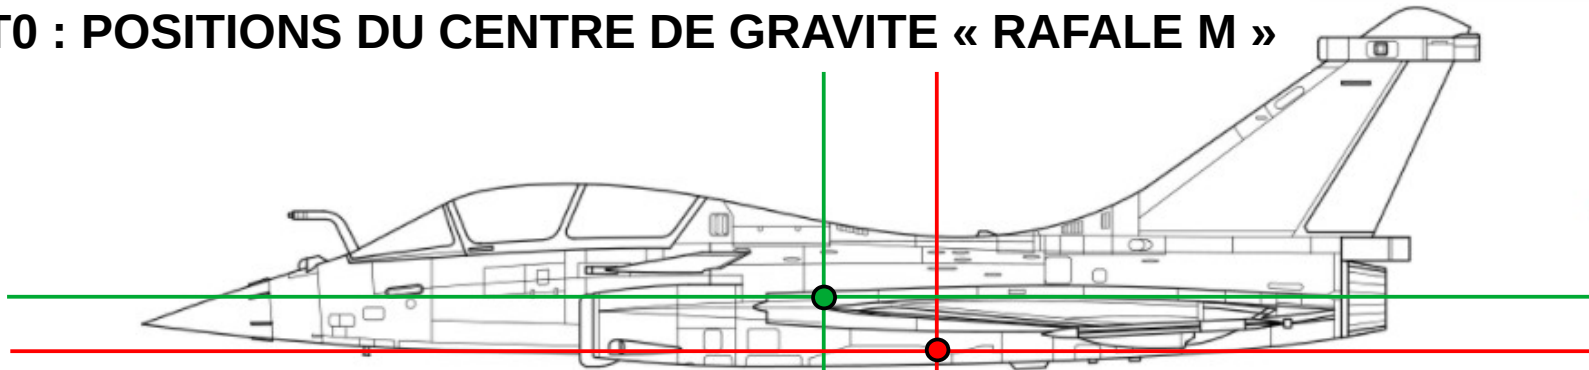 T0 : POSITIONS DU CENTRE DE GRAVITE « RAFALE M »